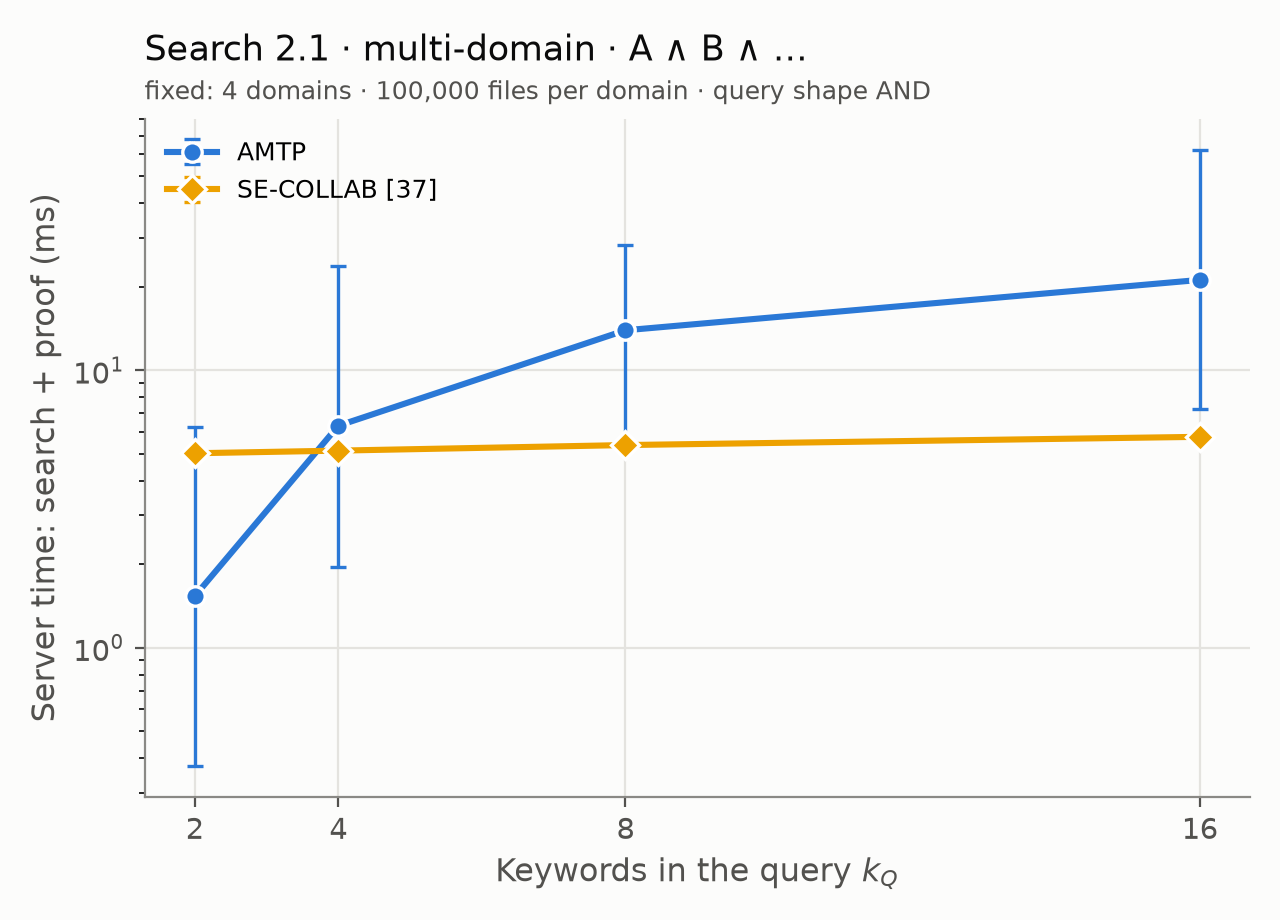 Search 2.1 · multi-domain · A ∧ B ∧ …
fixed: 4 domains · 100,000 files per domain · query shape AND
AMTP
SE-COLLAB [37]
Server time: search + proof (ms)
10¹
10⁰
2 4 8 16
Keywords in the query k_Q